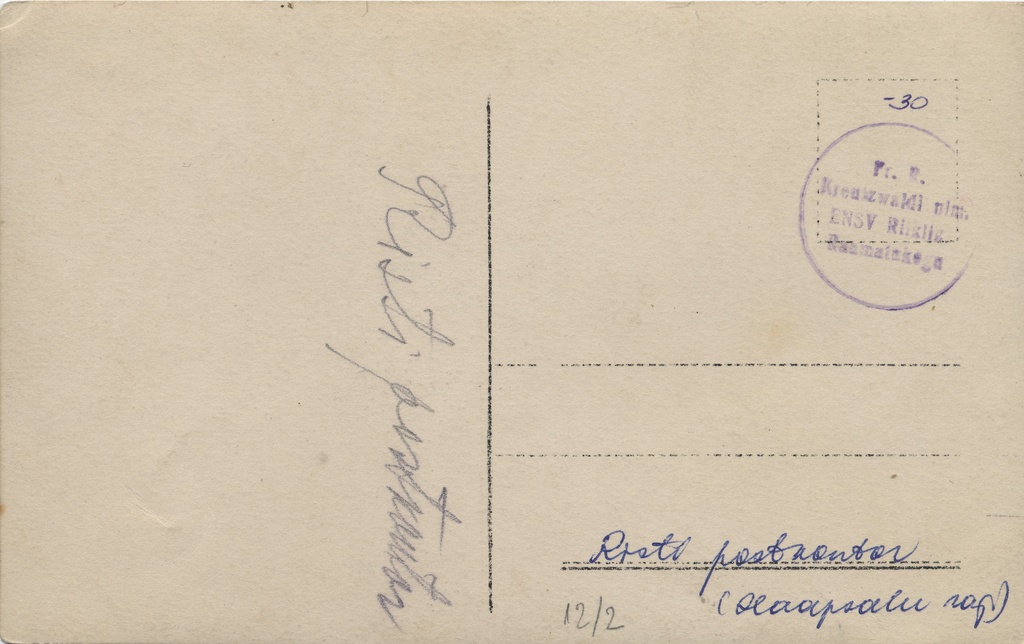 Risti postkontor
-30
Fr. R.
Kreutzwaldi nim.
ENSV Riiklik
Raamatukogu
Risti postkontor
(Haapsalu raj)
12/2